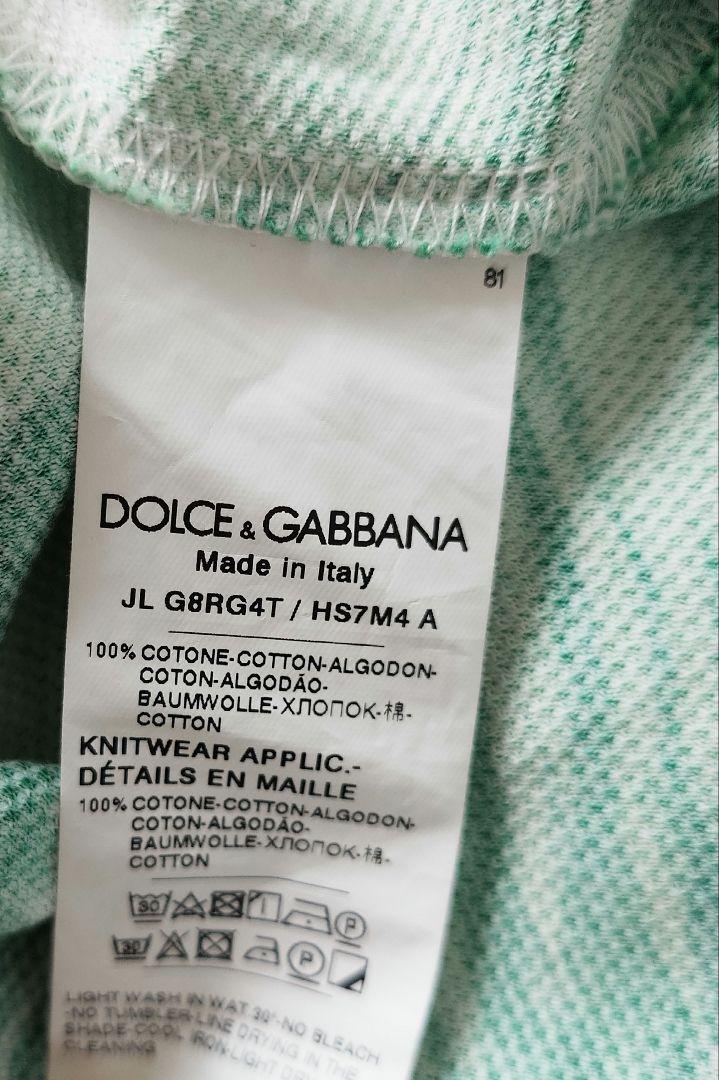 81
DOLCE & GABBANA
Made in Italy
JL G8RG4T / HS7M4 A
100% COTONE-COTTON-ALGODON-
COTON-ALGODÃO-
BAUMWOLLE-ХЛОПОК-棉-
COTTON
KNITWEAR APPLIC.-
DÉTAILS EN MAILLE
100% COTONE-COTTON-ALGODON-
COTON-ALGODÃO-
BAUMWOLLE-ХЛОПОК-棉-
COTTON
30 P
30 P
LIGHT WASH IN WAT 30°-NO BLEACH
-NO TUMBLER-LINE DRYING IN THE
SHADE-COOL IRON-LIGHT DRY
CLEANING